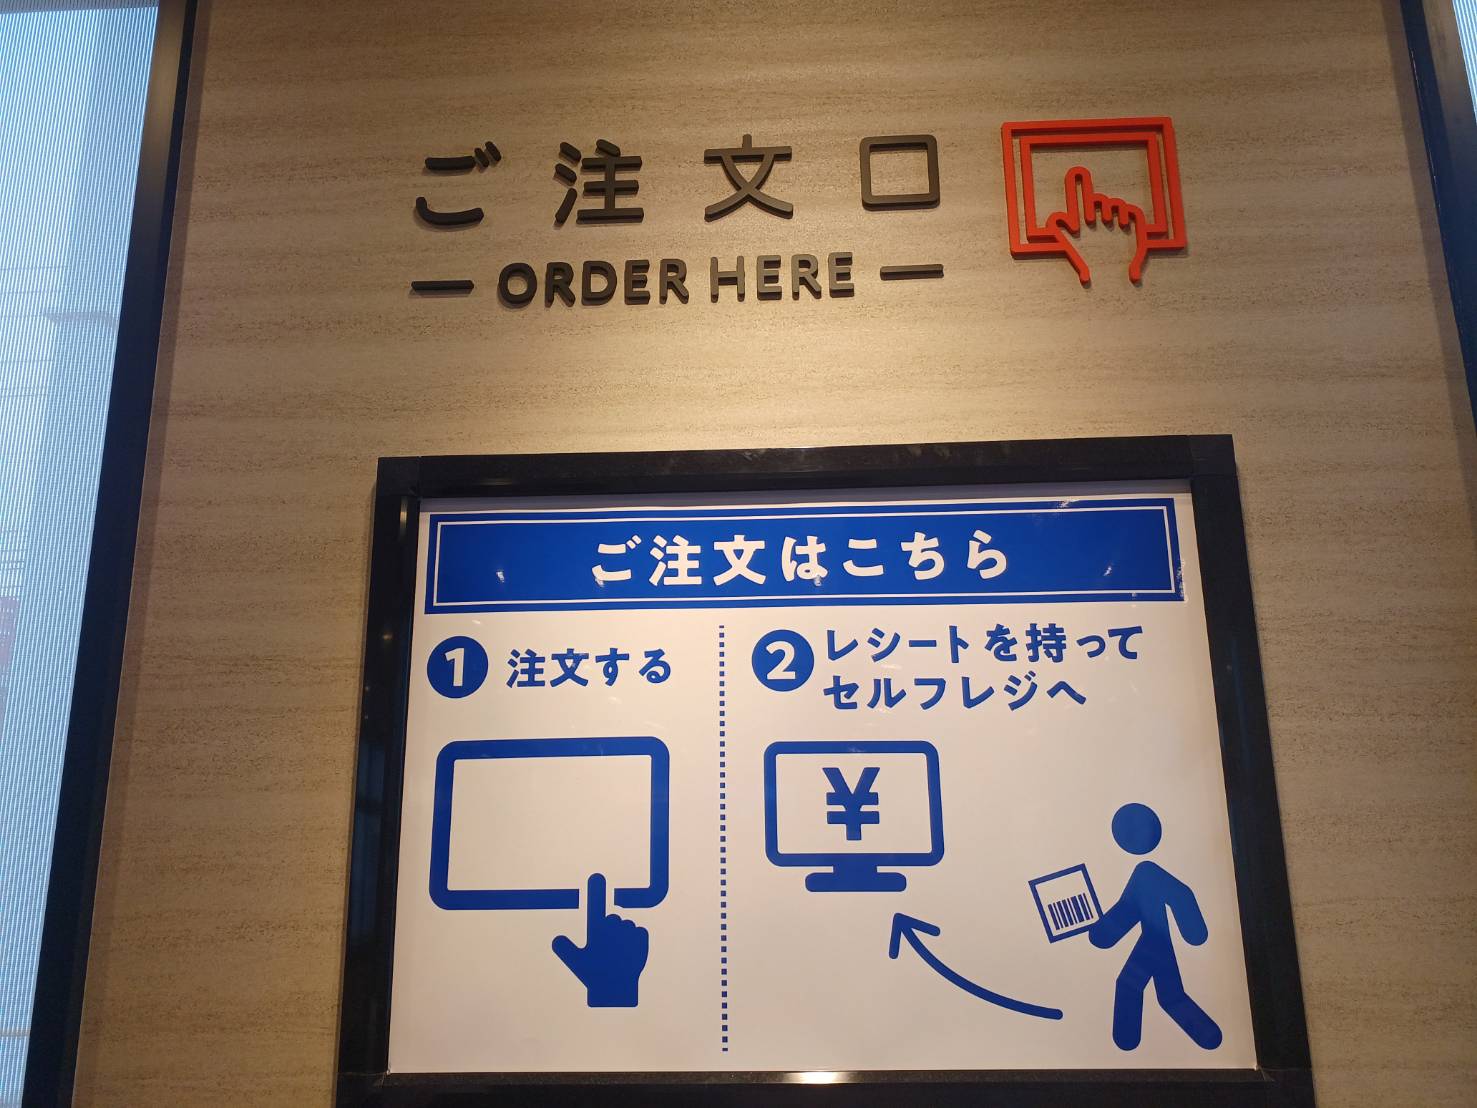 ご注文口
— ORDER HERE —
ご注文はこちら
1 注文する
2 レシートを持って
セルフレジへ
¥